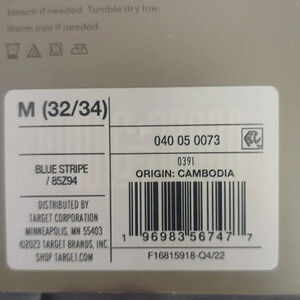 bleach if needed. Tumble dry low.
Warm iron if needed.
M (32/34)
040 05 0073
BLUE STRIPE
/ 85Z94
0391
ORIGIN: CAMBODIA
DISTRIBUTED BY
TARGET CORPORATION
MINNEAPOLIS, MN 55403
©2023 TARGET BRANDS, INC.
SHOP TARGET.COM
1 96983 56747 7
F16815918-Q4/22